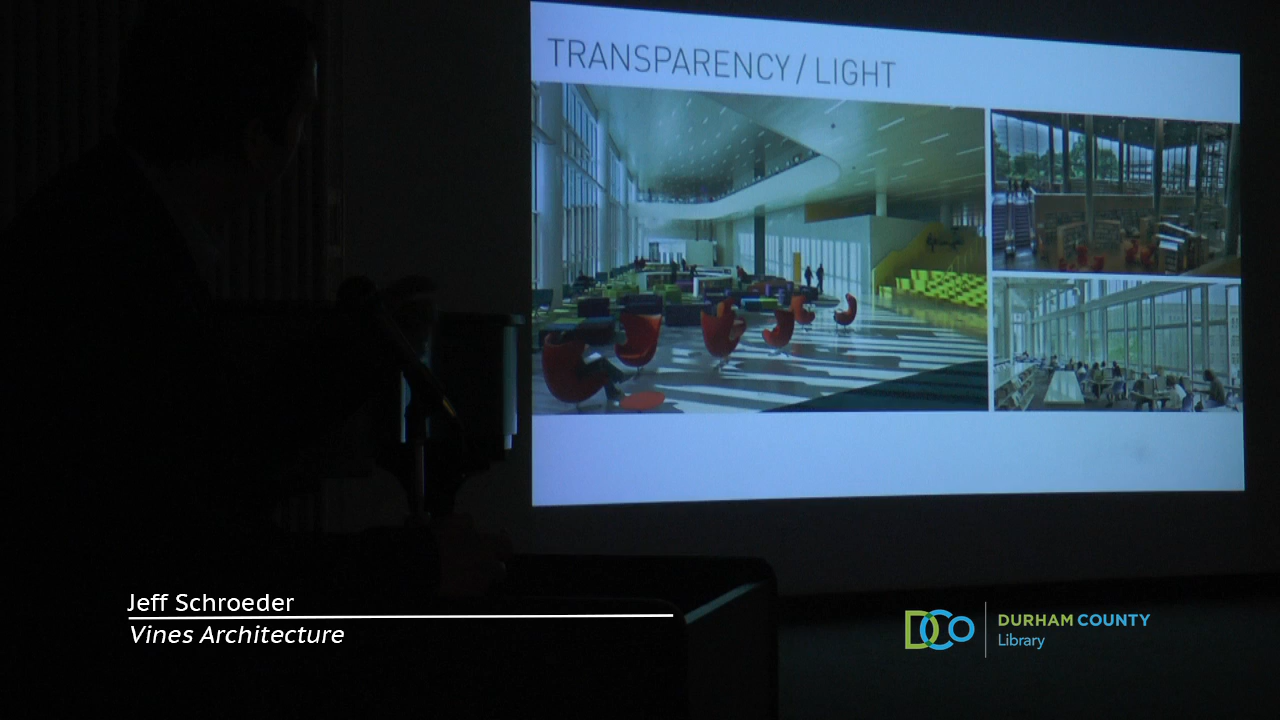 TRANSPARENCY / LIGHT
Jeff Schroeder
Vines Architecture
DCo
DURHAM COUNTY
Library